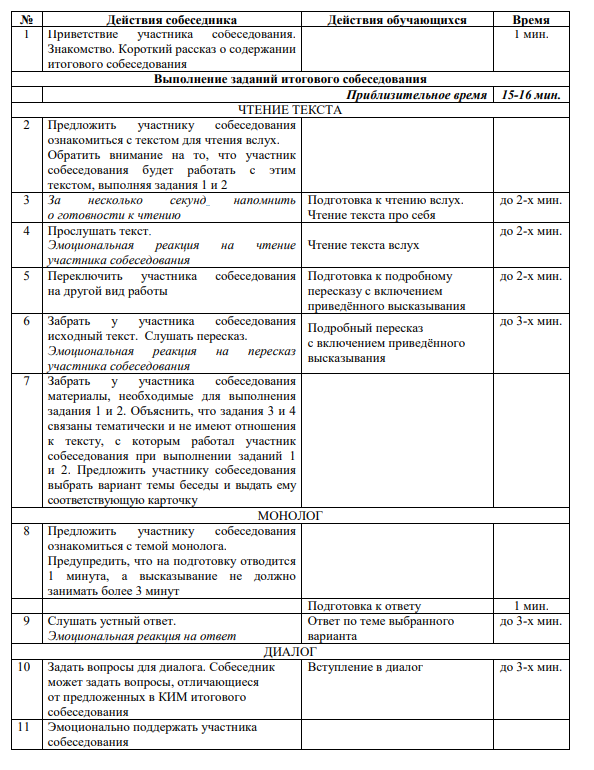 № Действия собеседника Действия обучающихся Время
1 Приветствие участника собеседования. 1 мин.
Знакомство. Короткий рассказ о содержании
итогового собеседования
Выполнение заданий итогового собеседования
Приблизительное время 15-16 мин.
ЧТЕНИЕ ТЕКСТА
2 Предложить участнику собеседования
ознакомиться с текстом для чтения вслух.
Обратить внимание на то, что участник
собеседования будет работать с этим
текстом, выполняя задания 1 и 2
3 За несколько секунд_ напомнить Подготовка к чтению вслух. до 2-х мин.
о готовности к чтению Чтение текста про себя
4 Прослушать текст. до 2-х мин.
Эмоциональная реакция на чтение Чтение текста вслух
участника собеседования
5 Переключить участника собеседования Подготовка к подробному до 2-х мин.
на другой вид работы пересказу с включением
приведённого высказывания
6 Забрать у участника собеседования до 3-х мин.
исходный текст. Слушать пересказ. Подробный пересказ
Эмоциональная реакция на пересказ с включением приведённого
участника собеседования высказывания
7 Забрать у участника собеседования
материалы, необходимые для выполнения
задания 1 и 2. Объяснить, что задания 3 и 4
связаны тематически и не имеют отношения
к тексту, с которым работал участник
собеседования при выполнении заданий 1
и 2. Предложить участнику собеседования
выбрать вариант темы беседы и выдать ему
соответствующую карточку
МОНОЛОГ
8 Предложить участнику собеседования
ознакомиться с темой монолога.
Предупредить, что на подготовку отводится
1 минута, а высказывание не должно
занимать более 3 минут
Подготовка к ответу 1 мин.
9 Слушать устный ответ. Ответ по теме выбранного до 3-х мин.
Эмоциональная реакция на ответ варианта
ДИАЛОГ
10 Задать вопросы для диалога. Собеседник Вступление в диалог до 3-х мин.
может задать вопросы, отличающиеся
от предложенных в КИМ итогового
собеседования
11 Эмоционально поддержать участника
собеседования